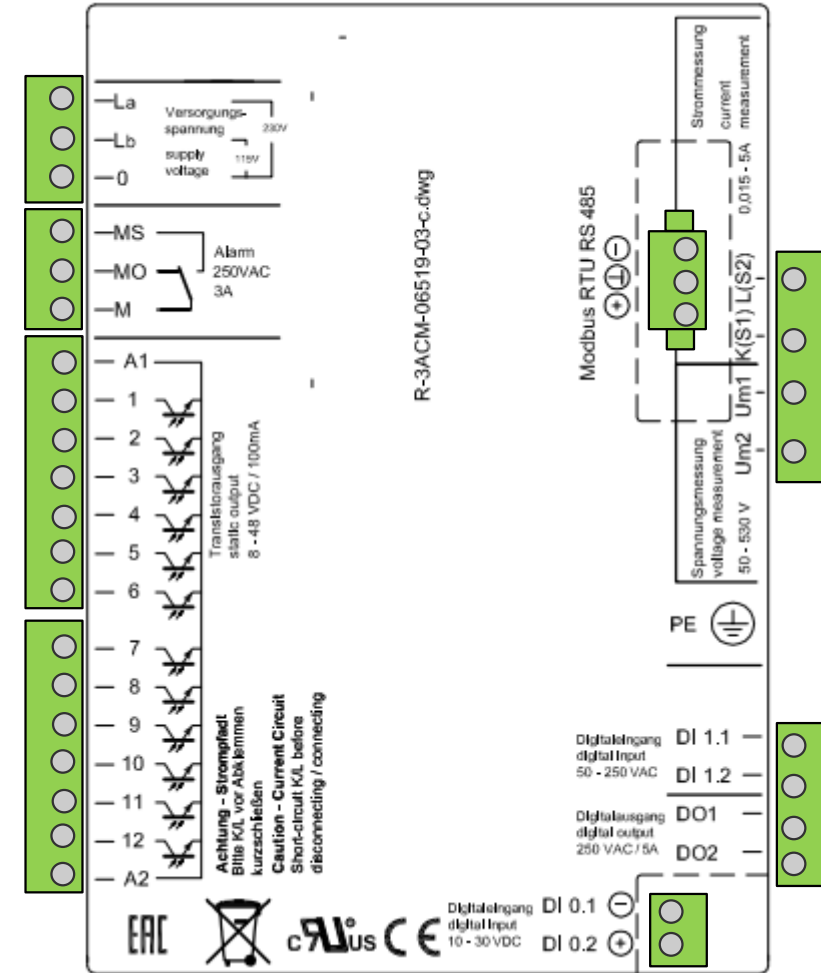 La
Lb
0
Versorgungs-
spannung
supply
voltage
230V
115V
MS
MO
M
Alarm
250VAC
3A
A1
1
2
3
4
5
6
Transistorausgang
static output
8 - 48 VDC / 100mA
7
8
9
10
11
12
A2
Achtung - Strompfad!
Bitte K/L vor Abklemmen
kurzschließen
Caution - Current Circuit
Short-circuit K/L before
disconnecting / connecting
R-3ACM-06519-03-c.dwg
Modbus RTU RS 485
Strommessung
current
measurement
0,015 - 5A
L(S2)
K(S1)
Um1
Um2
Spannungsmessung
voltage measurement
50 - 530 V
PE
Digitaleingang
digital Input
50 - 250 VAC
DI 1.1
DI 1.2
Digitalausgang
digital output
250 VAC / 5A
DO1
DO2
Digitaleingang
digital Input
10 - 30 VDC
DI 0.1
DI 0.2
EAC
c RU us CE